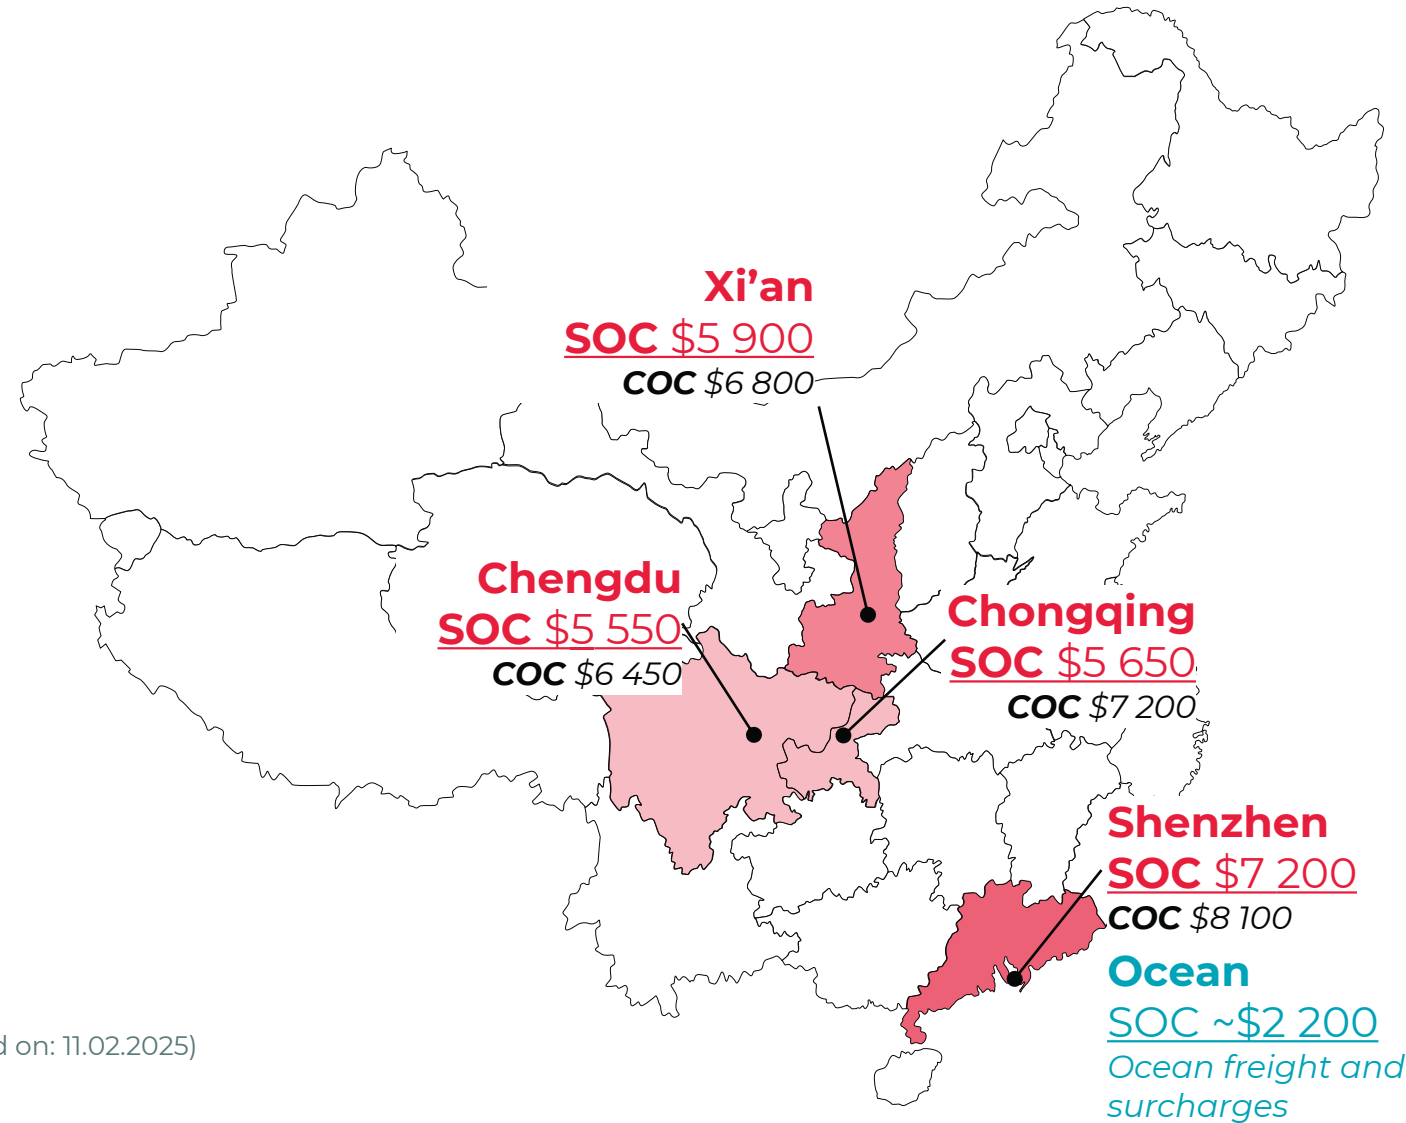 Xi’an
SOC $5 900
COC $6 800
Chengdu
SOC $5 550
COC $6 450
Chongqing
SOC $5 650
COC $7 200
Shenzhen
SOC $7 200
COC $8 100
Ocean
SOC ~$2 200
Ocean freight and
surcharges
on: 11.02.2025)